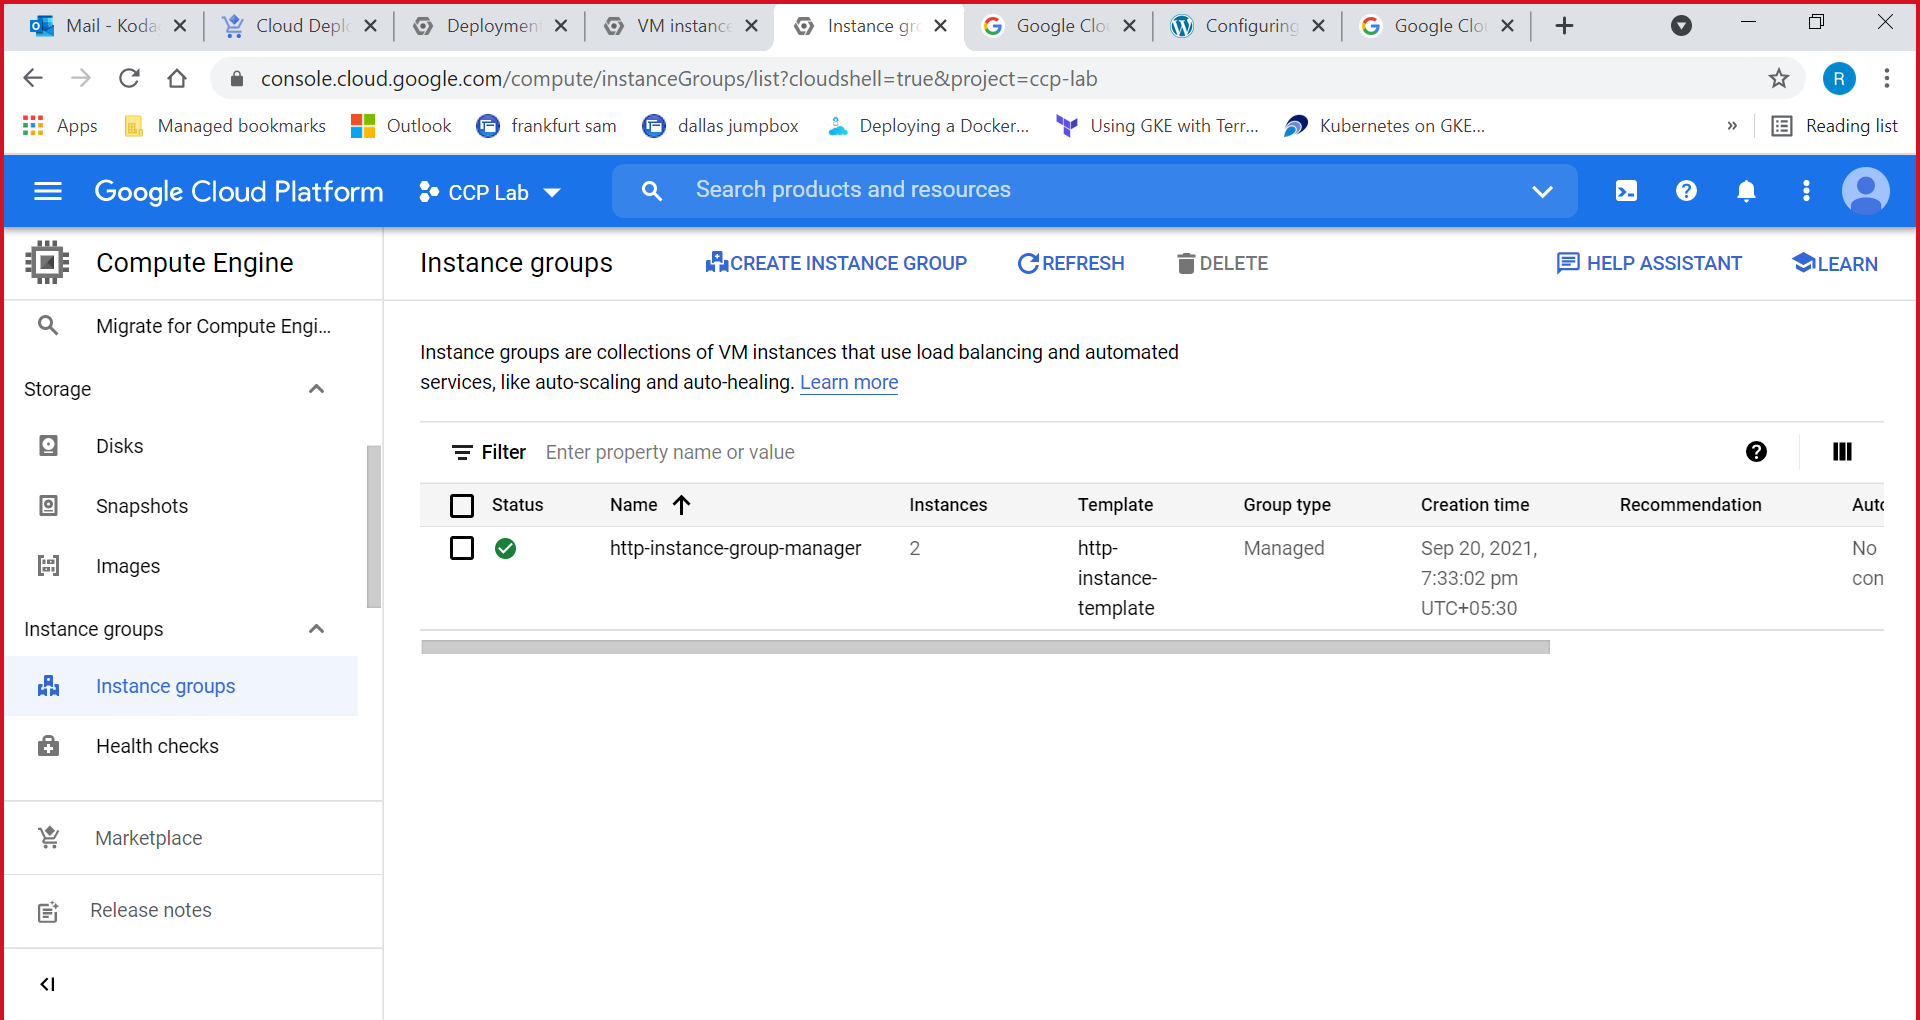 Mail - Koda
Cloud Depl
Deployment
VM instance
Instance gro
Google Clou
Configuring
Google Clou
console.cloud.google.com/compute/instanceGroups/list?cloudshell=true&project=ccp-lab
R
Apps
Managed bookmarks
Outlook
frankfurt sam
dallas jumpbox
Deploying a Docker...
Using GKE with Terr...
Kubernetes on GKE...
»
Reading list
Google Cloud Platform
CCP Lab
Search products and resources
Compute Engine
Instance groups
CREATE INSTANCE GROUP
REFRESH
DELETE
HELP ASSISTANT
LEARN
Migrate for Compute Engi...
Storage
Disks
Snapshots
Images
Instance groups
Instance groups
Health checks
Marketplace
Release notes
Instance groups are collections of VM instances that use load balancing and automated
services, like auto-scaling and auto-healing. Learn more
Filter Enter property name or value
Status Name Instances Template Group type Creation time Recommendation Auto
http-instance-group-manager 2 http- Managed Sep 20, 2021, No
instance- 7:33:02 pm con
template UTC+05:30